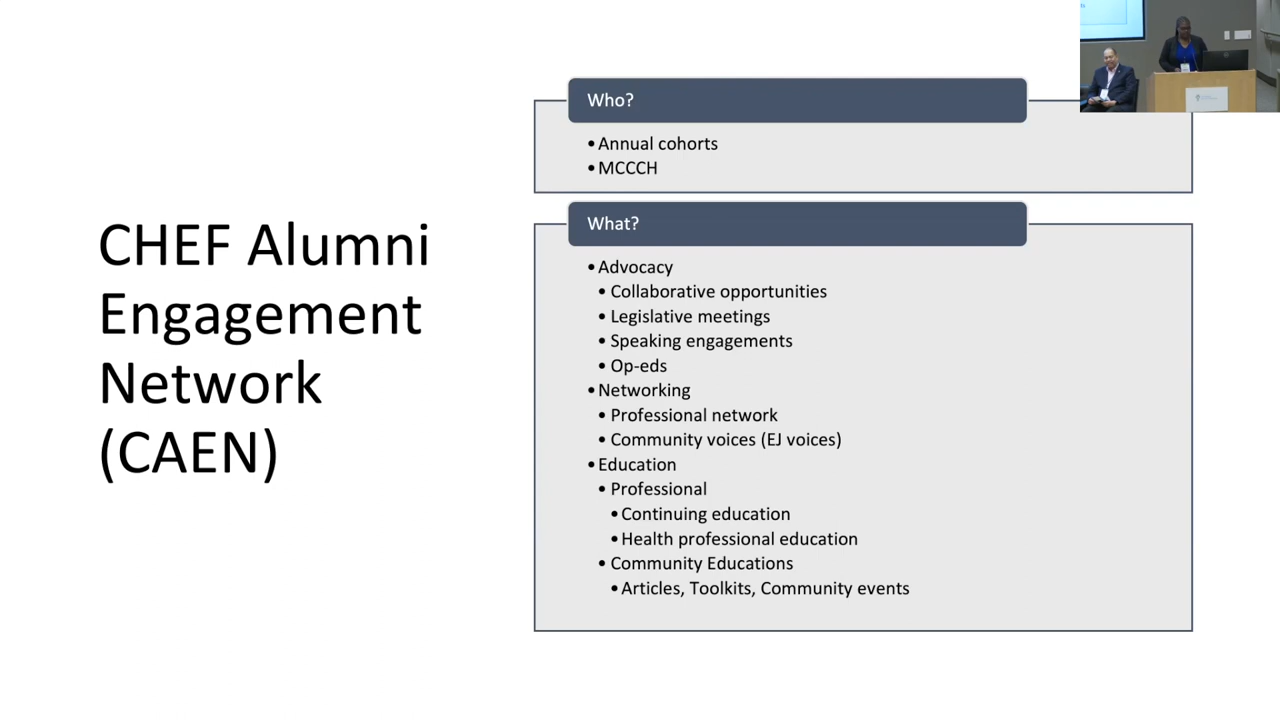 CHEF Alumni
Engagement
Network
(CAEN)
Who?
• Annual cohorts
• MCCCH
What?
• Advocacy
• Collaborative opportunities
• Legislative meetings
• Speaking engagements
• Op-eds
• Networking
• Professional network
• Community voices (EJ voices)
• Education
• Professional
• Continuing education
• Health professional education
• Community Educations
• Articles, Toolkits, Community events